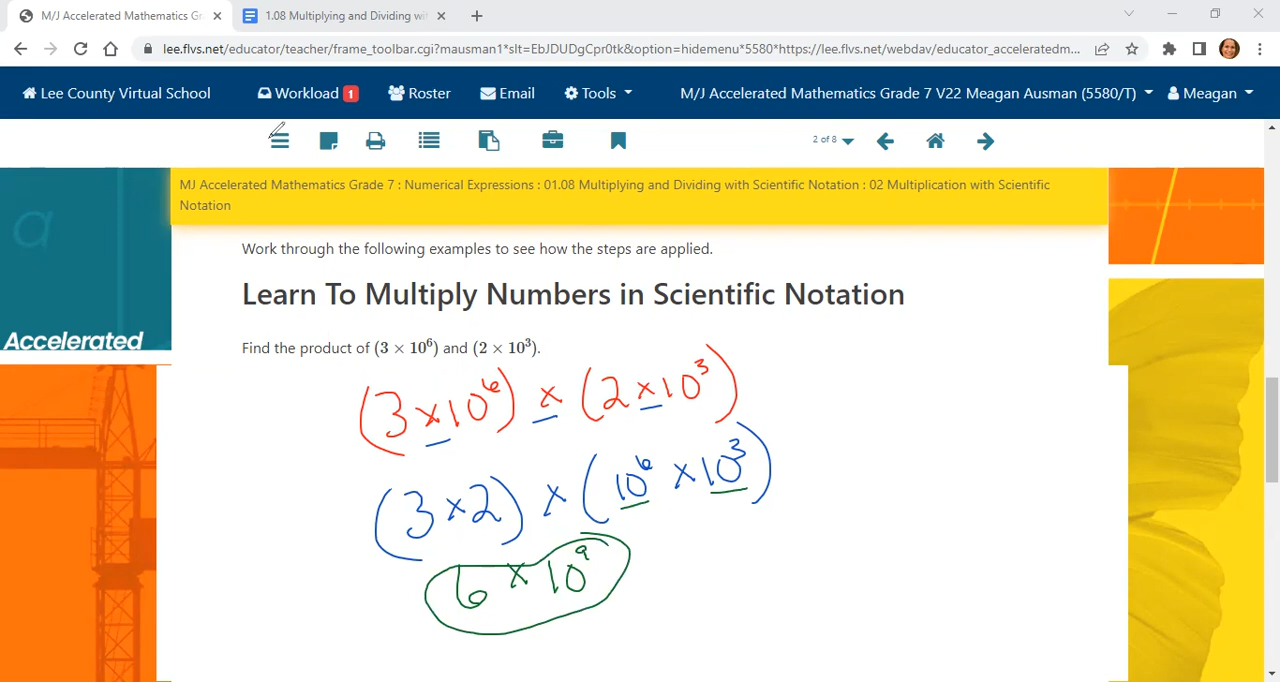 M/J Accelerated Mathematics Gr
1.08 Multiplying and Dividing with
lee.flvs.net/educator/teacher/frame_toolbar.cgi?mausman1*slt=EbJDUDgCpr0tk&option=hidemenu*5580*https://lee.flvs.net/webdav/educator_acceleratedm...
Lee County Virtual School Workload 1 Roster Email Tools M/J Accelerated Mathematics Grade 7 V22 Meagan Ausman (5580/T) Meagan
2 of 8
MJ Accelerated Mathematics Grade 7 : Numerical Expressions : 01.08 Multiplying and Dividing with Scientific Notation : 02 Multiplication with Scientific
Notation
a
Accelerated
Work through the following examples to see how the steps are applied.
Learn To Multiply Numbers in Scientific Notation
Find the product of (3 × 10⁶) and (2 × 10³).
(3 × 10⁶) × (2 × 10³)
(3 × 2) × (10⁶ × 10³)
6 × 10⁹